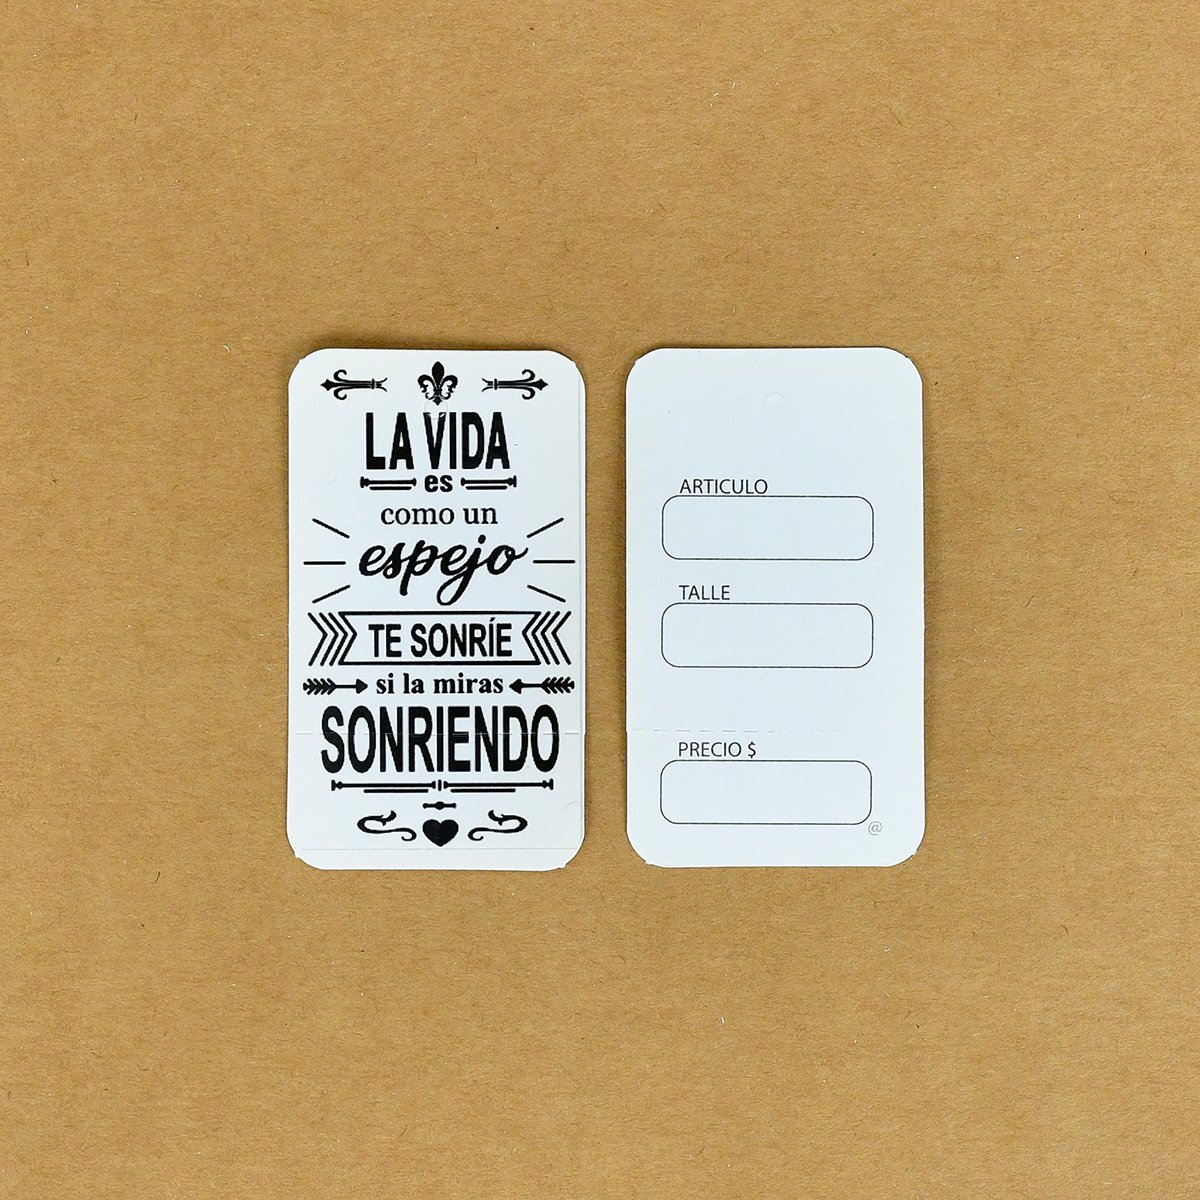 LA VIDA
es
como un
espejo
TE SONRÍE
si la miras
SONRIENDO
ARTICULO
TALLE
PRECIO $
@